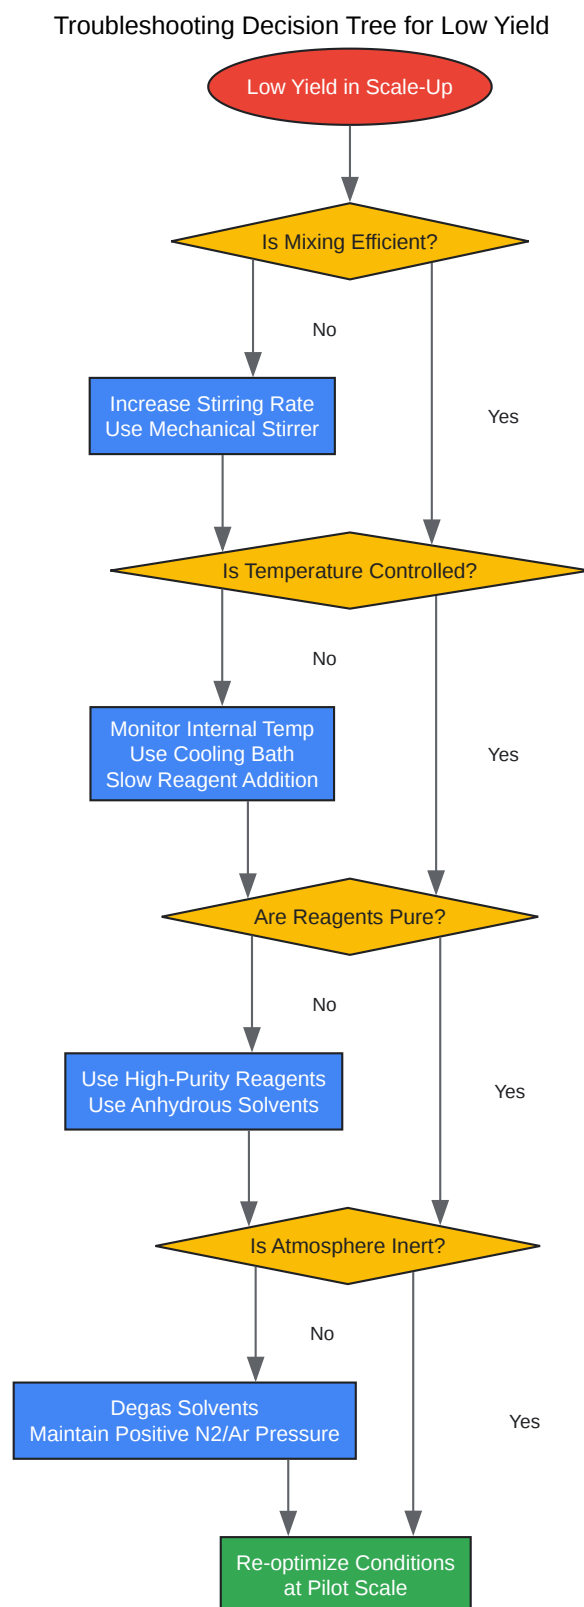 Troubleshooting Decision Tree for Low Yield
Low Yield in Scale-Up
Is Mixing Efficient?
No
Increase Stirring Rate
Use Mechanical Stirrer
Yes
Is Temperature Controlled?
No
Monitor Internal Temp
Use Cooling Bath
Slow Reagent Addition
Yes
Are Reagents Pure?
No
Use High-Purity Reagents
Use Anhydrous Solvents
Yes
Is Atmosphere Inert?
No
Degas Solvents
Maintain Positive N2/Ar Pressure
Yes
Re-optimize Conditions
at Pilot Scale